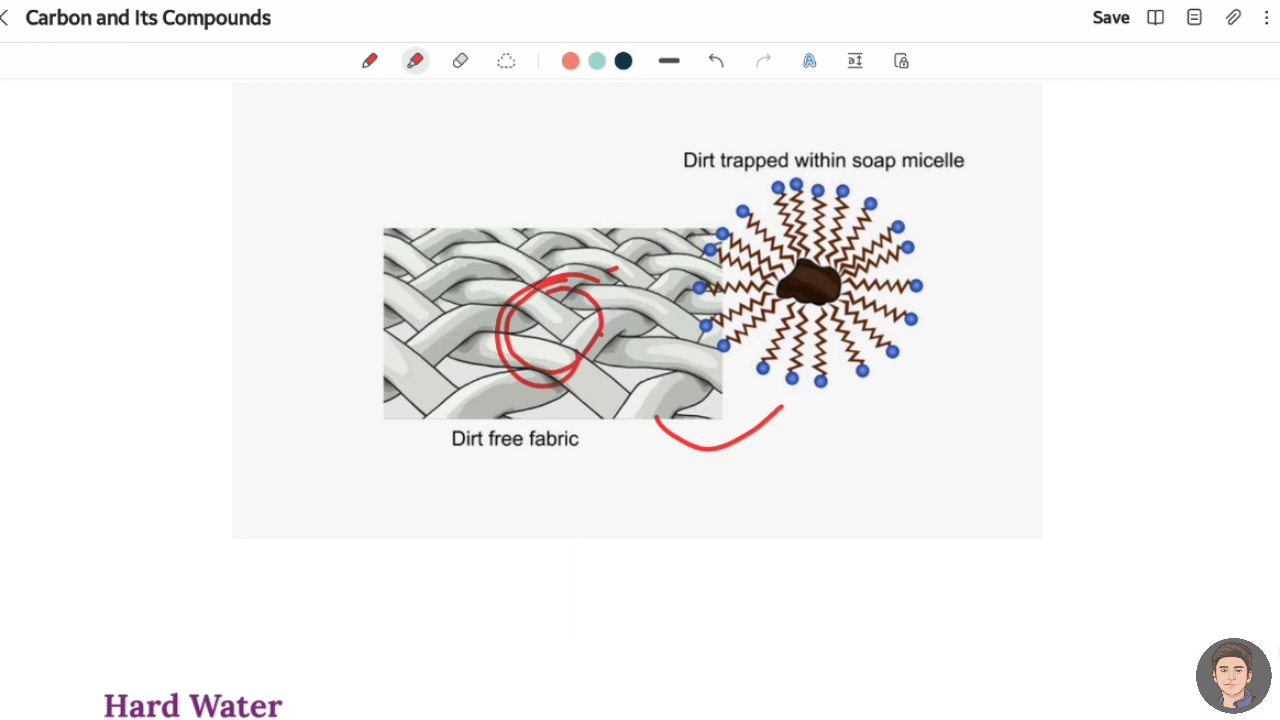 Carbon and Its Compounds
Save
Dirt trapped within soap micelle
Dirt free fabric
Hard Water